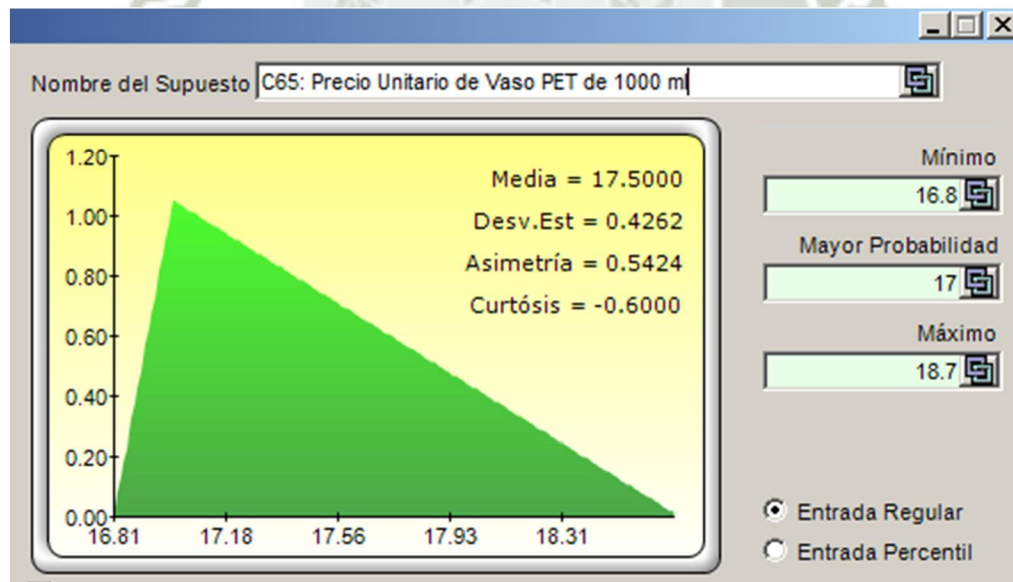 Nombre del Supuesto C65: Precio Unitario de Vaso PET de 1000 ml
1.20
1.00
0.80
0.60
0.40
0.20
0.00
16.81 17.18 17.56 17.93 18.31
Media = 17.5000
Desv.Est = 0.4262
Asimetría = 0.5424
Curtósis = -0.6000
Mínimo
16.8
Mayor Probabilidad
17
Máximo
18.7
Entrada Regular
Entrada Percentil